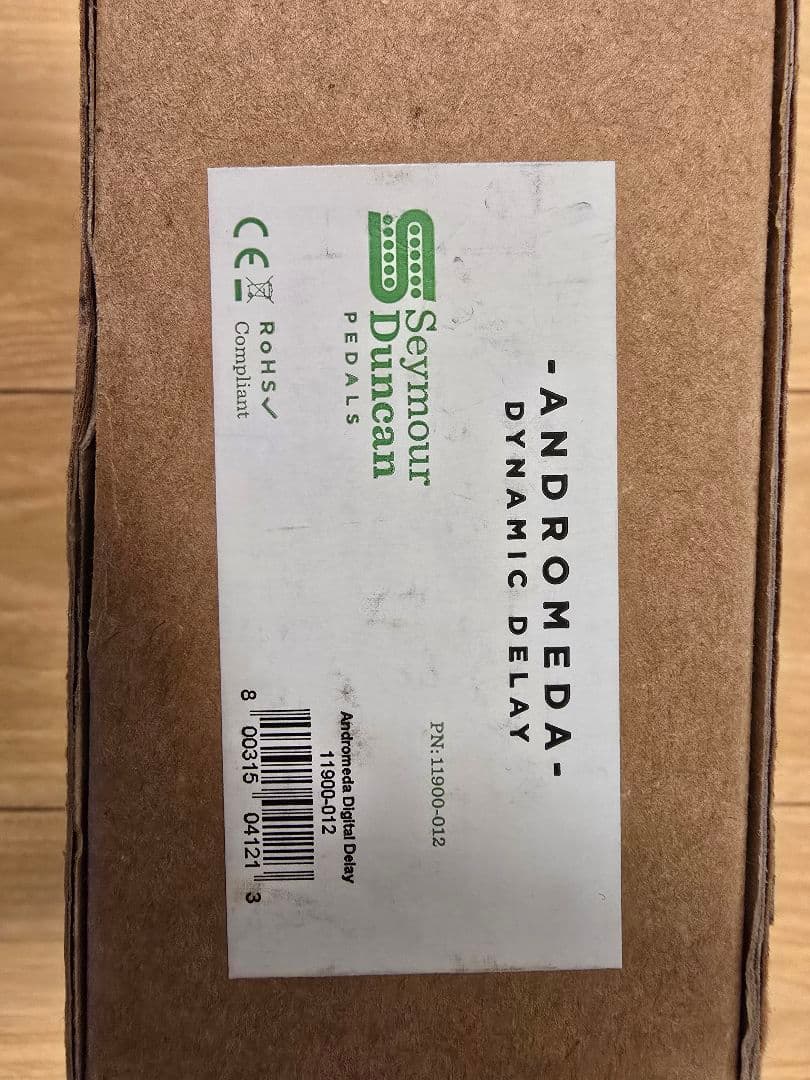 -ANDROMEDA-
DYNAMIC DELAY
Seymour
Duncan
PEDALS
PN:11900-012
Andromeda Digital Delay
11900-012
8 00315 04121 3
CE
RoHS✓
Compliant